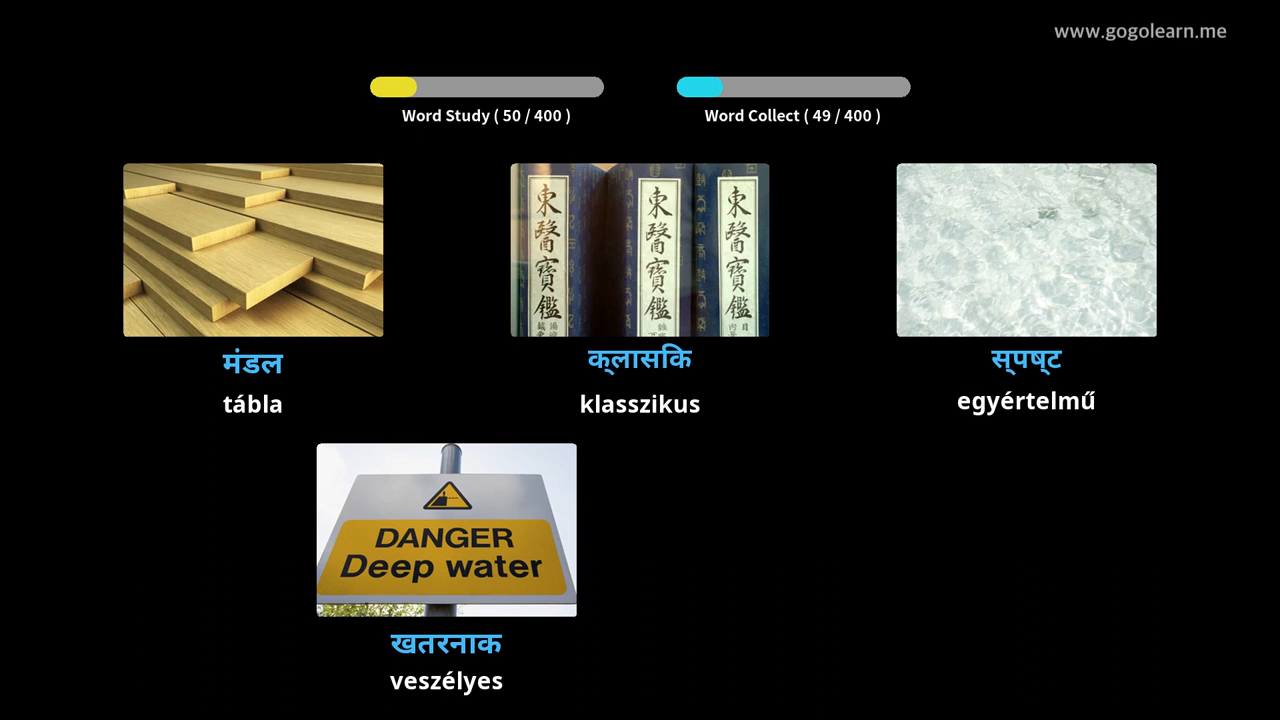 www.gogolearn.me
Word Study ( 50 / 400 )
Word Collect ( 49 / 400 )
東醫寶鑑
東醫寶鑑
東醫寶鑑
मंडल
tábla
क्लासकि
klasszikus
स्पष्ट
egyértelmű
DANGER
Deep water
खतरनाक
veszélyes